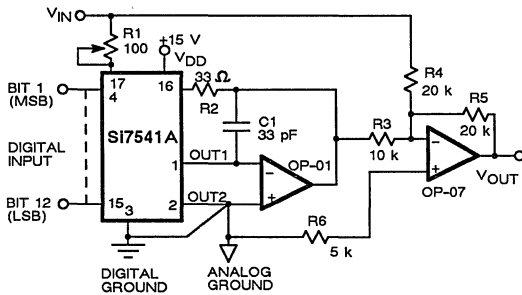 VIN
R1
100
+15 V
VDD
33 Ω
R2
R4
20 k
R5
20 k
BIT 1
(MSB)
17
4
16
Si7541A
C1
33 pF
R3
10 k
DIGITAL
INPUT
1
OUT1
OP-01
−
+
−
+
OP-07
VOUT
BIT 12
(LSB)
15
3
2
OUT2
R6
5 k
DIGITAL
GROUND
ANALOG
GROUND